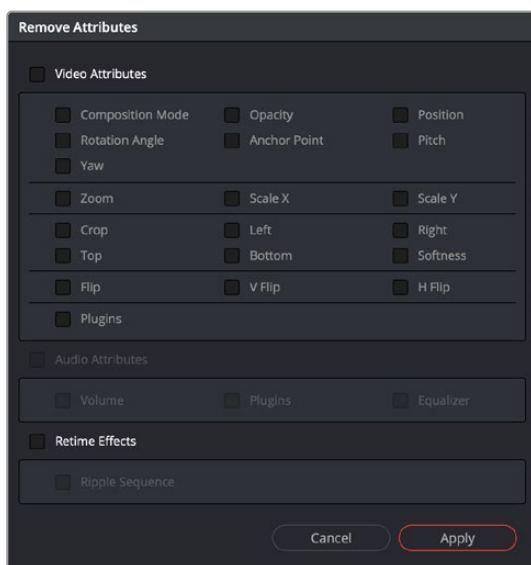 Remove Attributes
Video Attributes
Composition Mode Opacity Position
Rotation Angle Anchor Point Pitch
Yaw
Zoom Scale X Scale Y
Crop Left Right
Top Bottom Softness
Flip V Flip H Flip
Plugins
Audio Attributes
Volume Plugins Equalizer
Retime Effects
Ripple Sequence
Cancel Apply